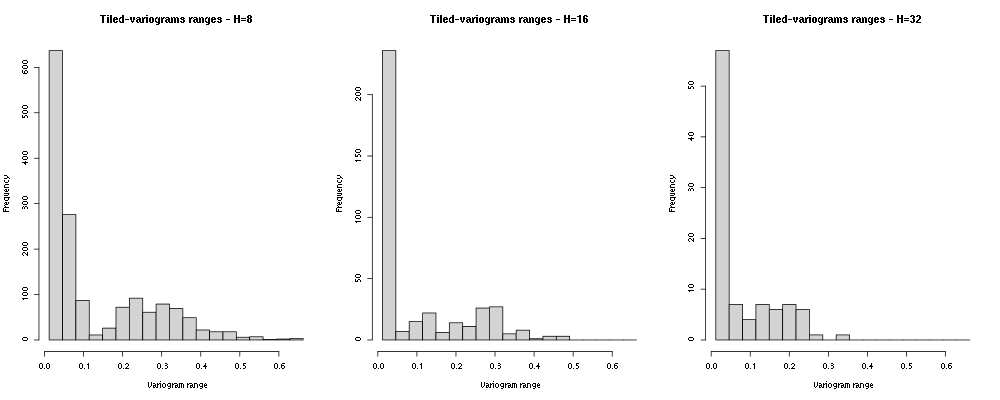 Tiled-variograms ranges - H=8
Frequency
600
500
400
300
200
100
0
0.0 0.1 0.2 0.3 0.4 0.5 0.6
Variogram range
Tiled-variograms ranges - H=16
Frequency
200
150
100
50
0
0.0 0.1 0.2 0.3 0.4 0.5 0.6
Variogram range
Tiled-variograms ranges - H=32
Frequency
50
40
30
20
10
0
0.0 0.1 0.2 0.3 0.4 0.5 0.6
Variogram range